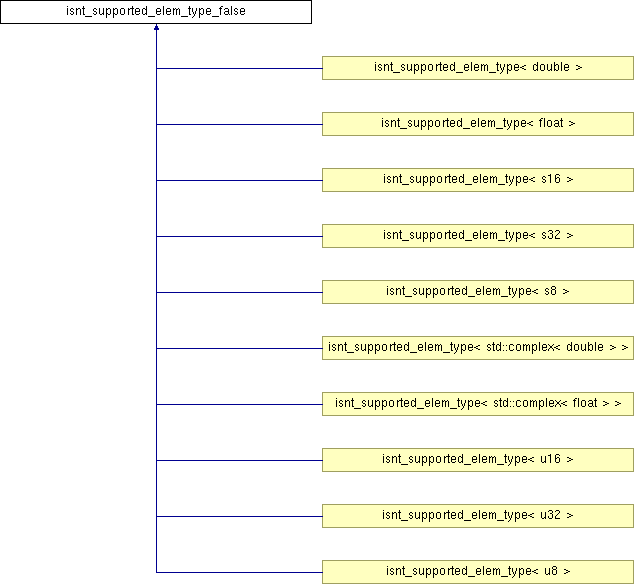 isnt_supported_elem_type_false
isnt_supported_elem_type< double >
isnt_supported_elem_type< float >
isnt_supported_elem_type< s16 >
isnt_supported_elem_type< s32 >
isnt_supported_elem_type< s8 >
isnt_supported_elem_type< std::complex< double > >
isnt_supported_elem_type< std::complex< float > >
isnt_supported_elem_type< u16 >
isnt_supported_elem_type< u32 >
isnt_supported_elem_type< u8 >